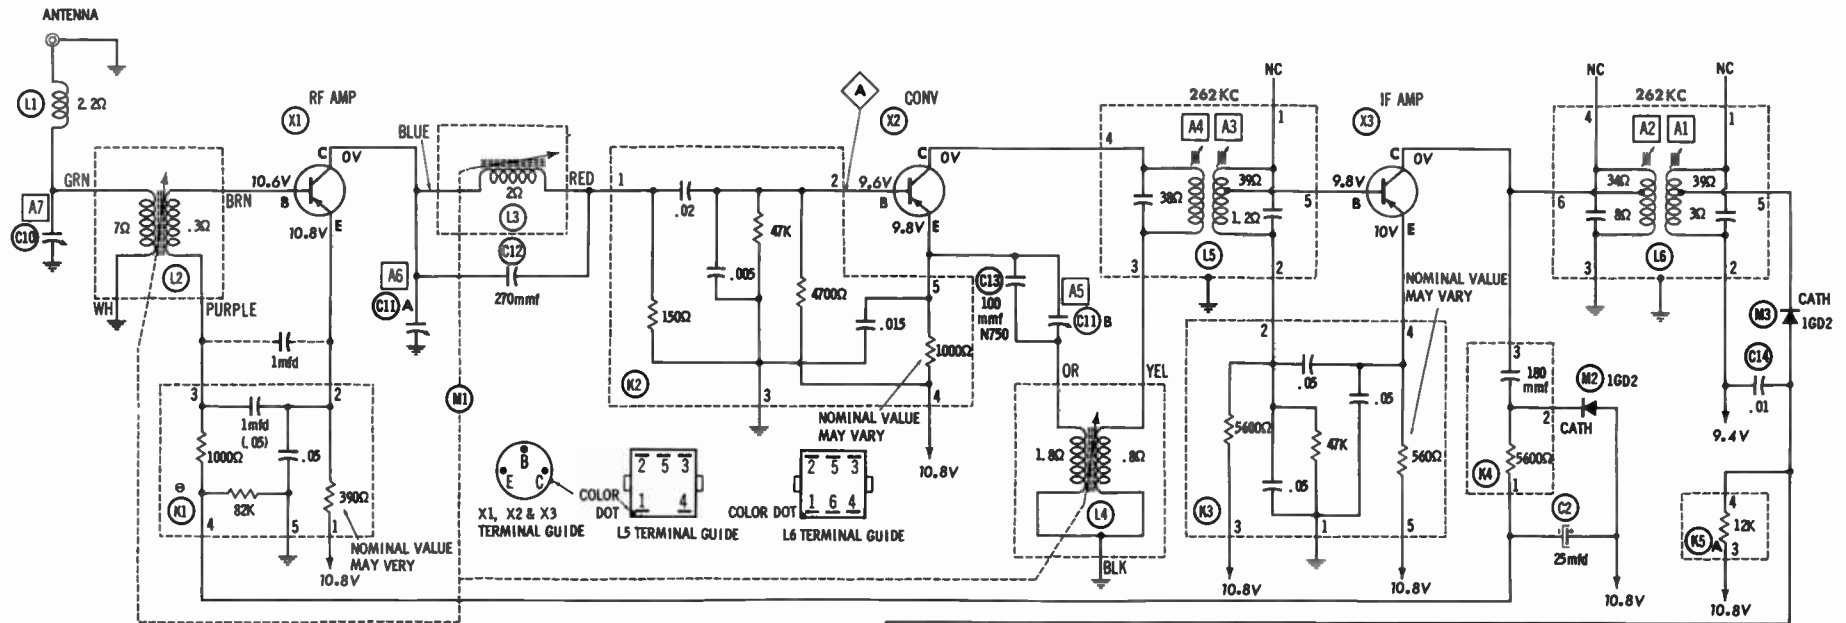 ANTENNA
L1
2.2Ω
A7
C10
GRN
7Ω
.3Ω
L2
WH
PURPLE
BRN
RF AMP
X1
10.6V
B
C
0V
E
10.8V
1mfd
3
2
1mfd
(.05)
1000Ω
.05
82K
390Ω
K1
4
5
1
10.8V
NOMINAL VALUE
MAY VERY
BLUE
2Ω
L3
RED
C12
270mmf
A6
C11 A
M1
1
.02
2
47K
.005
4700Ω
150Ω
.015
K2
3
5
1000Ω
4
10.8V
NOMINAL VALUE
MAY VARY
A
CONV
X2
9.6V
B
C
0V
E
9.8V
C13
100
mmf
N750
A5
C11 B
OR
YEL
1.8Ω
.8Ω
L4
BLK
B
E C
X1, X2 & X3
TERMINAL GUIDE
COLOR
DOT
2 5 3
1 4
L5 TERMINAL GUIDE
COLOR DOT
2 5 3
1 6 4
L6 TERMINAL GUIDE
262KC
NC
4
A4
A3
1
38Ω
39Ω
1.2Ω
5
3
L5
2
IF AMP
X3
9.8V
B
C
0V
E
10V
NOMINAL VALUE
MAY VARY
2
4
.05
.05
5600Ω
47K
560Ω
.05
K3
3
1
5
10.8V
10.8V
3
180
mmf
2
M2 1GD2
CATH
K4
5600Ω
1
C2
25mfd
10.8V
NC
NC
262KC
4
A2
A1
1
34Ω
39Ω
6
8Ω
3Ω
5
3
L6
2
CATH
M3
1GD2
C14
.01
9.4V
4
12K
K5 A
3
10.8V